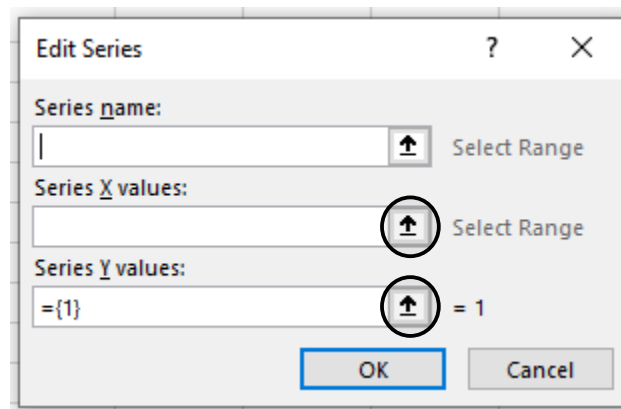 Edit Series ? ×
Series name:
Select Range
Series X values:
Select Range
Series Y values:
={1} = 1
OK Cancel